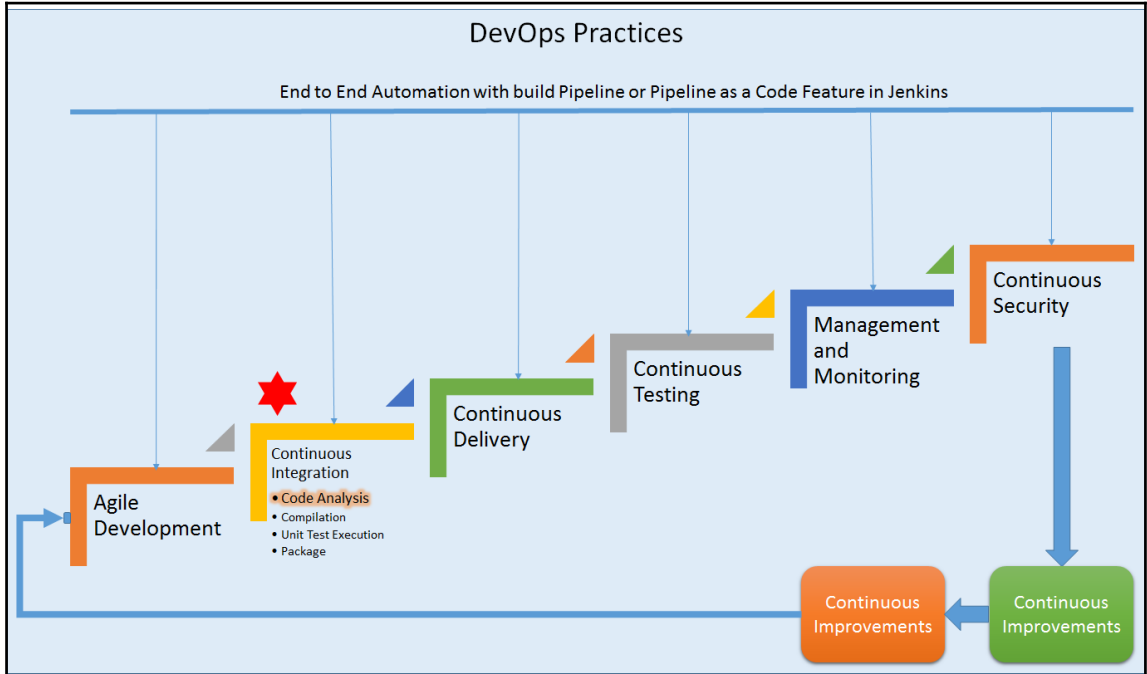 DevOps Practices
End to End Automation with build Pipeline or Pipeline as a Code Feature in Jenkins
Agile
Development
Continuous
Integration
• Code Analysis
• Compilation
• Unit Test Execution
• Package
Continuous
Delivery
Continuous
Testing
Management
and
Monitoring
Continuous
Security
Continuous
Improvements
Continuous
Improvements